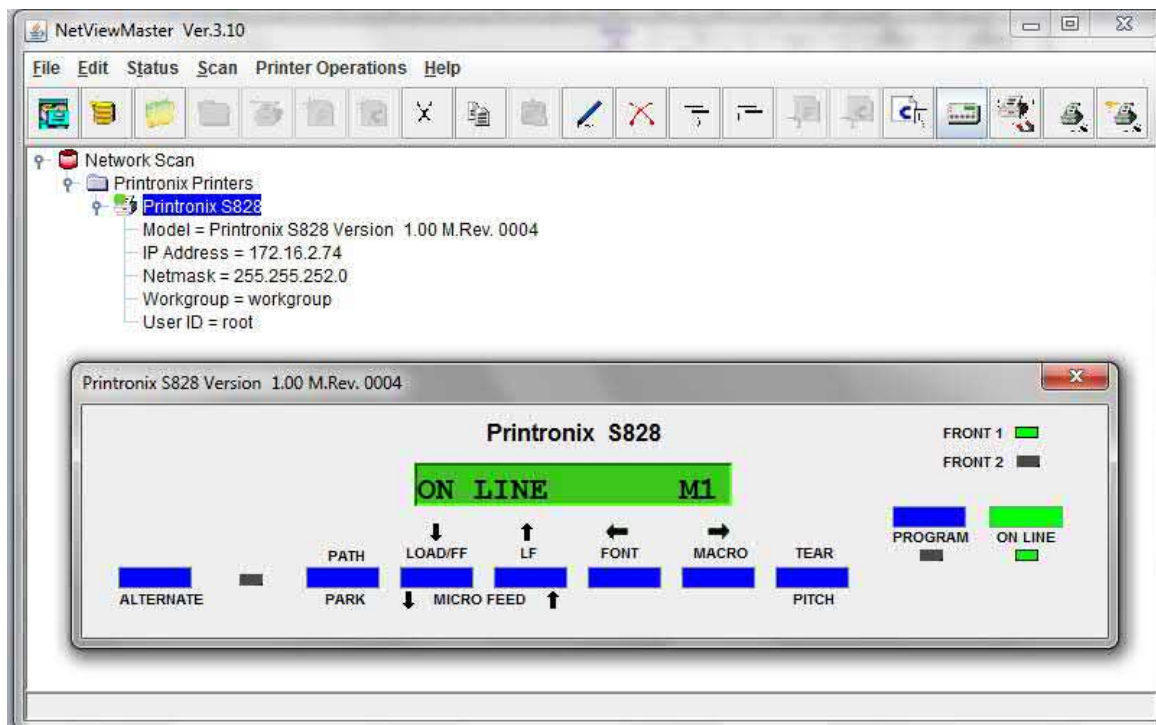 NetViewMaster Ver.3.10
File Edit Status Scan Printer Operations Help
Network Scan
Printronix Printers
Printronix S828
Model = Printronix S828 Version 1.00 M.Rev. 0004
IP Address = 172.16.2.74
Netmask = 255.255.252.0
Workgroup = workgroup
User ID = root
Printronix S828 Version 1.00 M.Rev. 0004
Printronix S828
FRONT 1
FRONT 2
ON LINE M1
PROGRAM ON LINE
PATH LOAD/FF LF FONT MACRO TEAR
ALTERNATE PARK MICRO FEED PITCH